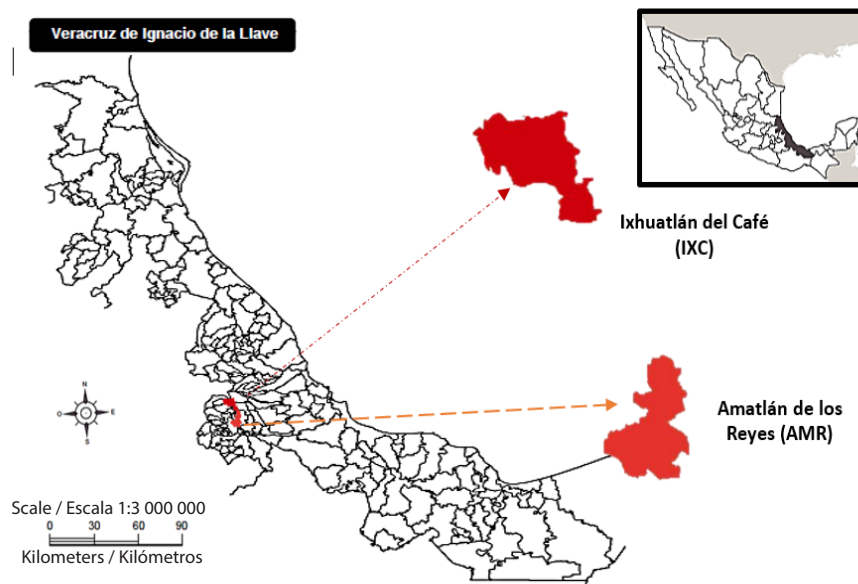 Veracruz de Ignacio de la Llave
Ixhuatlán del Café
(IXC)
Amatlán de los
Reyes (AMR)
N
O
E
S
Scale / Escala 1:3 000 000
0 30 60 90
Kilometers / Kilómetros